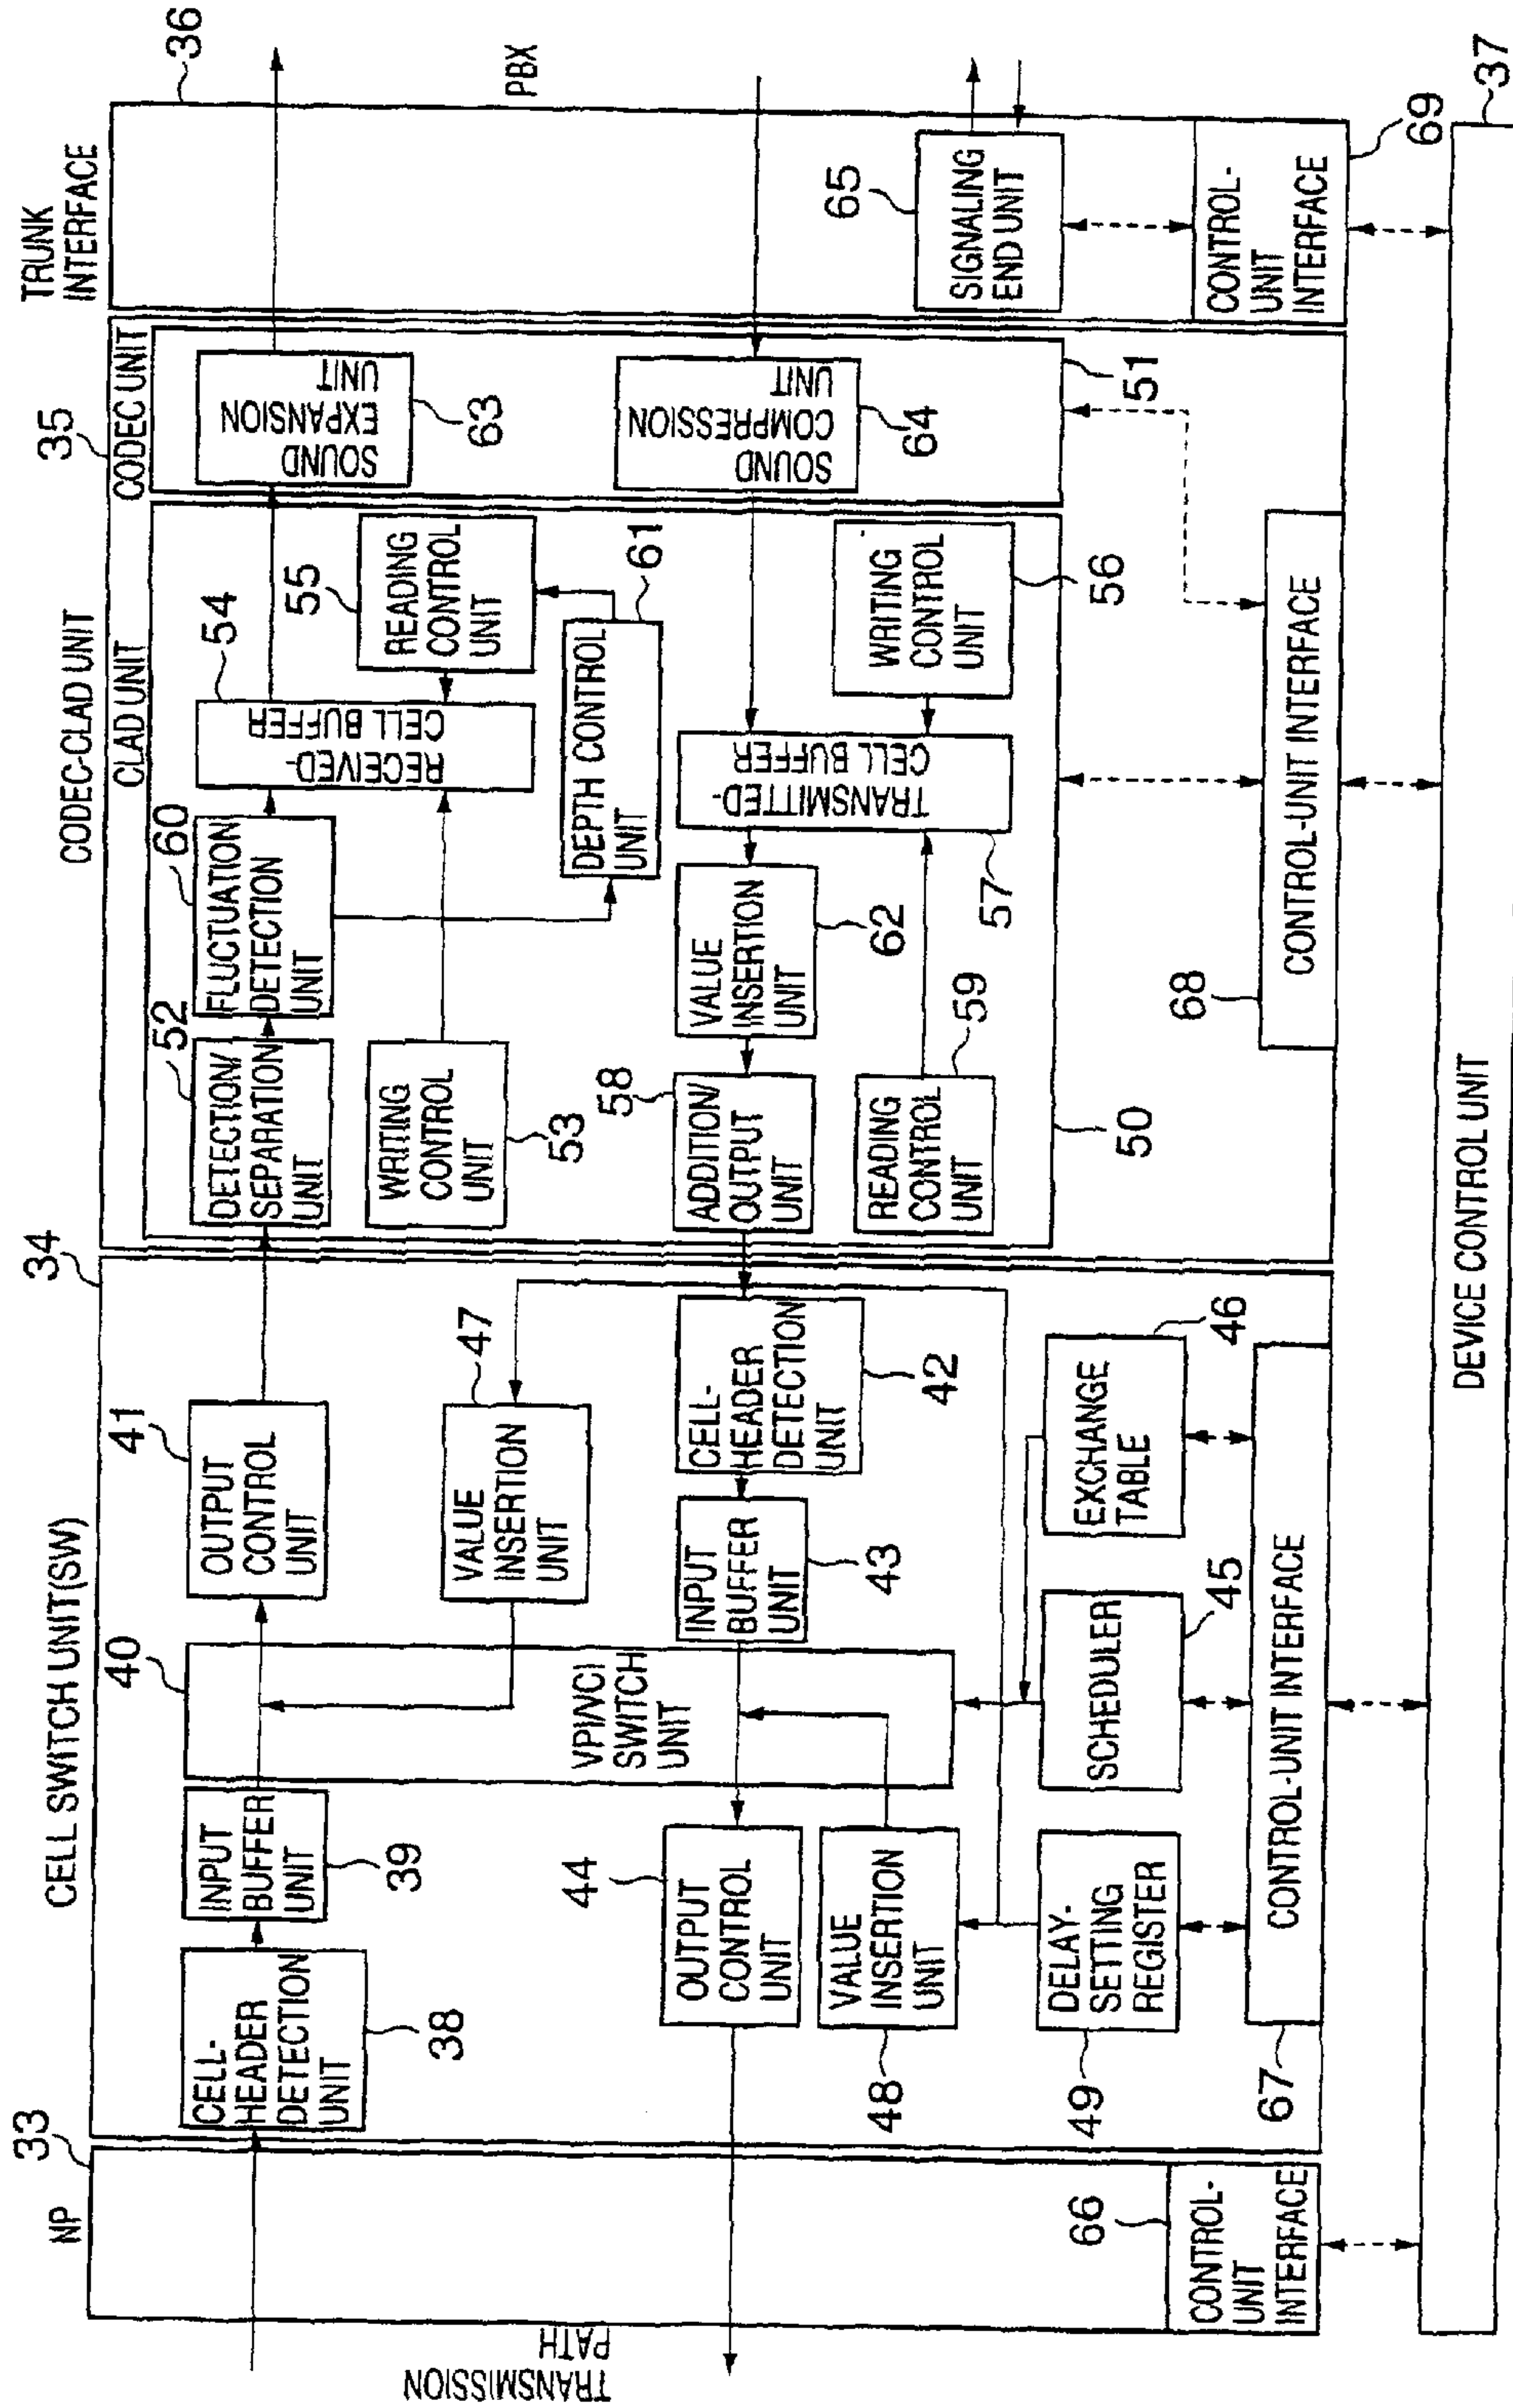 TRANSMISSION
PATH
NP
33
CONTROL-
UNIT
INTERFACE
66
CELL SWITCH UNIT(SW)
34
CELL-
HEADER
DETECTION
UNIT
38
INPUT
BUFFER
UNIT
39
40
VPI/VCI
SWITCH
UNIT
OUTPUT
CONTROL
UNIT
41
VALUE
INSERTION
UNIT
47
CELL-
HEADER
DETECTION
UNIT
42
INPUT
BUFFER
UNIT
43
OUTPUT
CONTROL
UNIT
44
VALUE
INSERTION
UNIT
48
DELAY-
SETTING
REGISTER
49
SCHEDULER
45
EXCHANGE
TABLE
46
CONTROL-UNIT INTERFACE
67
CODEC-CLAD UNIT
35
CLAD UNIT
DETECTION/
SEPARATION
UNIT
52
FLUCTUATION
DETECTION
UNIT
60
WRITING
CONTROL
UNIT
53
RECEIVED-
CELL BUFFER
54
READING
CONTROL
UNIT
55
DEPTH CONTROL
UNIT
61
ADDITION/
OUTPUT
UNIT
58
VALUE
INSERTION
UNIT
62
TRANSMITTED-
CELL BUFFER
57
WRITING
CONTROL
UNIT
56
READING
CONTROL
UNIT
59
50
CODEC UNIT
SOUND
EXPANSION
UNIT
63
SOUND
COMPRESSION
UNIT
64
51
CONTROL-UNIT INTERFACE
68
TRUNK
INTERFACE
36
PBX
SIGNALING
END UNIT
65
CONTROL-
UNIT
INTERFACE
69
DEVICE CONTROL UNIT
37